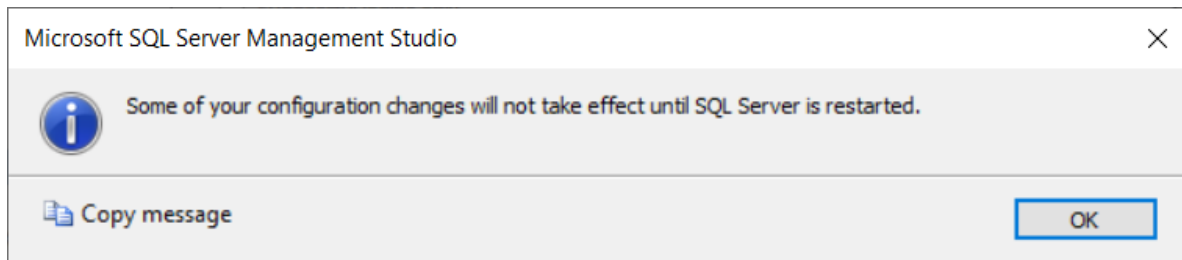 Microsoft SQL Server Management Studio
Some of your configuration changes will not take effect until SQL Server is restarted.
Copy message
OK